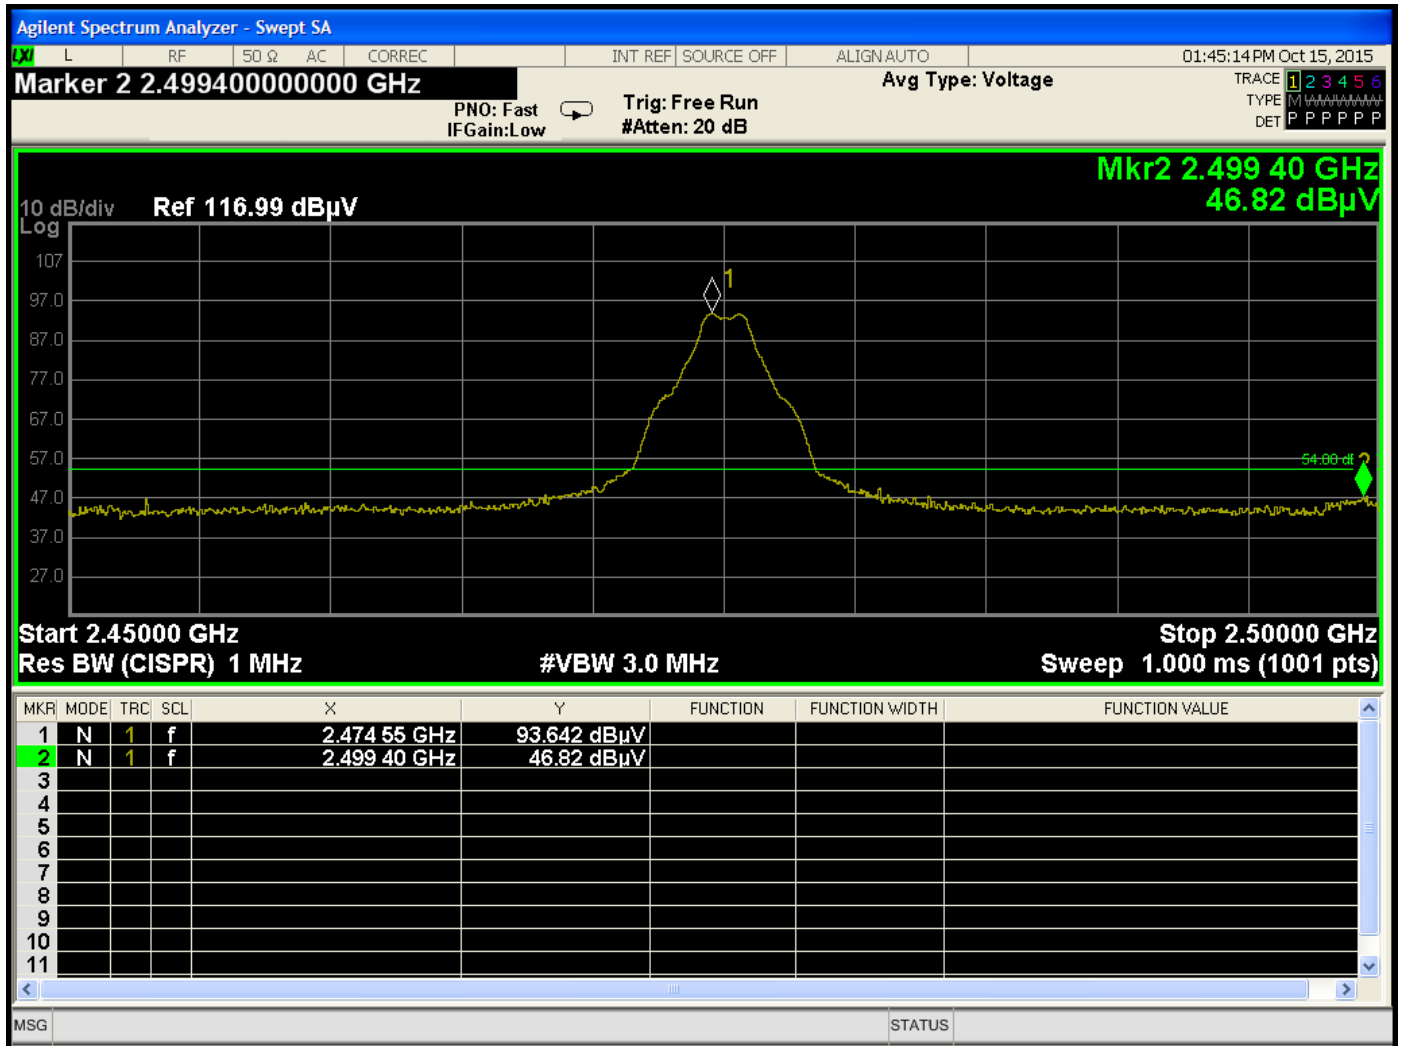 Agilent Spectrum Analyzer - Swept SA
LXI L RF 50 Ω AC CORREC INT REF SOURCE OFF ALIGN AUTO 01:45:14 PM Oct 15, 2015
Marker 2 2.499400000000 GHz
PNO: Fast
IFGain:Low
Trig: Free Run
#Atten: 20 dB
Avg Type: Voltage
TRACE 1 2 3 4 5 6
TYPE M WWWWW
DET P P P P P P
Mkr2 2.499 40 GHz
46.82 dBµV
10 dB/div Ref 116.99 dBµV
Log
107
97.0
87.0
77.0
67.0
57.0
47.0
37.0
27.0
1
54.00 dB
2
Start 2.45000 GHz Stop 2.50000 GHz
Res BW (CISPR) 1 MHz #VBW 3.0 MHz Sweep 1.000 ms (1001 pts)
MKR MODE TRC SCL X Y FUNCTION FUNCTION WIDTH FUNCTION VALUE
1 N 1 f 2.474 55 GHz 93.642 dBµV
2 N 1 f 2.499 40 GHz 46.82 dBµV
3
4
5
6
7
8
9
10
11
MSG STATUS